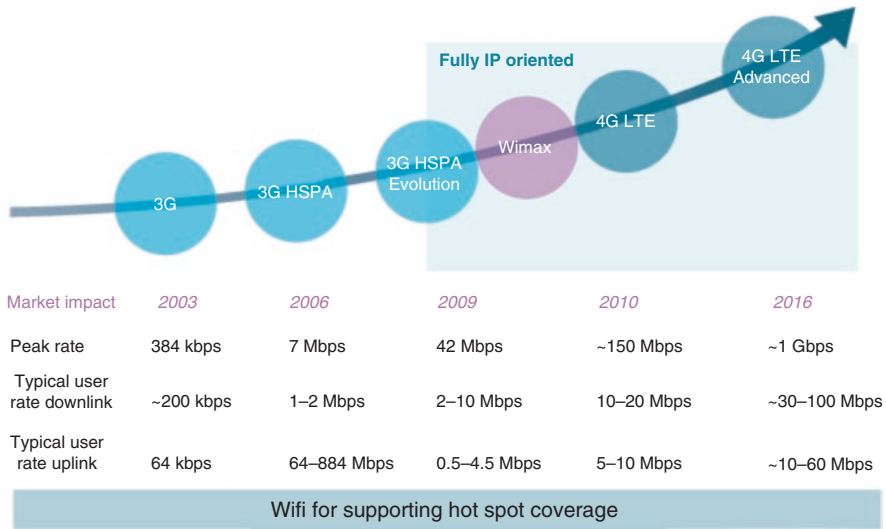 Fully IP oriented
4G LTE
Advanced
4G LTE
Wimax
3G HSPA
Evolution
3G HSPA
3G
Market impact 2003 2006 2009 2010 2016
Peak rate 384 kbps 7 Mbps 42 Mbps ~150 Mbps ~1 Gbps
Typical user
rate downlink ~200 kbps 1–2 Mbps 2–10 Mbps 10–20 Mbps ~30–100 Mbps
Typical user
rate uplink 64 kbps 64–884 Mbps 0.5–4.5 Mbps 5–10 Mbps ~10–60 Mbps
Wifi for supporting hot spot coverage